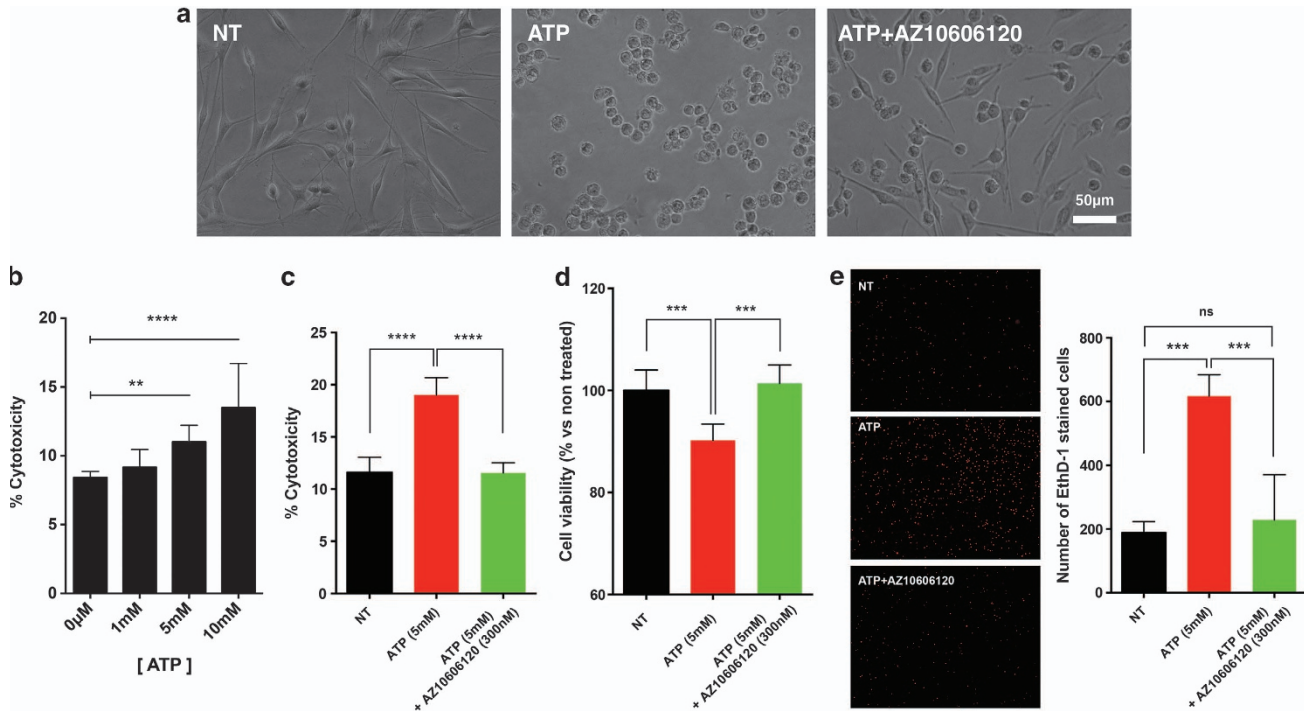 a
NT
ATP
ATP+AZ10606120
50µm
b
% Cytotoxicity
20
15
10
5
0
****
**
0µM
1mM
5mM
10mM
[ ATP ]
c
% Cytotoxicity
25
20
15
10
5
0
****
****
NT
ATP (5mM)
ATP (5mM)
+ AZ10606120 (300nM)
d
Cell viability (% vs non treated)
120
100
80
60
***
***
NT
ATP (5mM)
ATP (5mM)
+ AZ10606120 (300nM)
e
NT
ATP
ATP+AZ10606120
Number of EthD-1 stained cells
800
600
400
200
0
ns
***
***
NT
ATP (5mM)
ATP (5mM)
+ AZ10606120 (300nM)